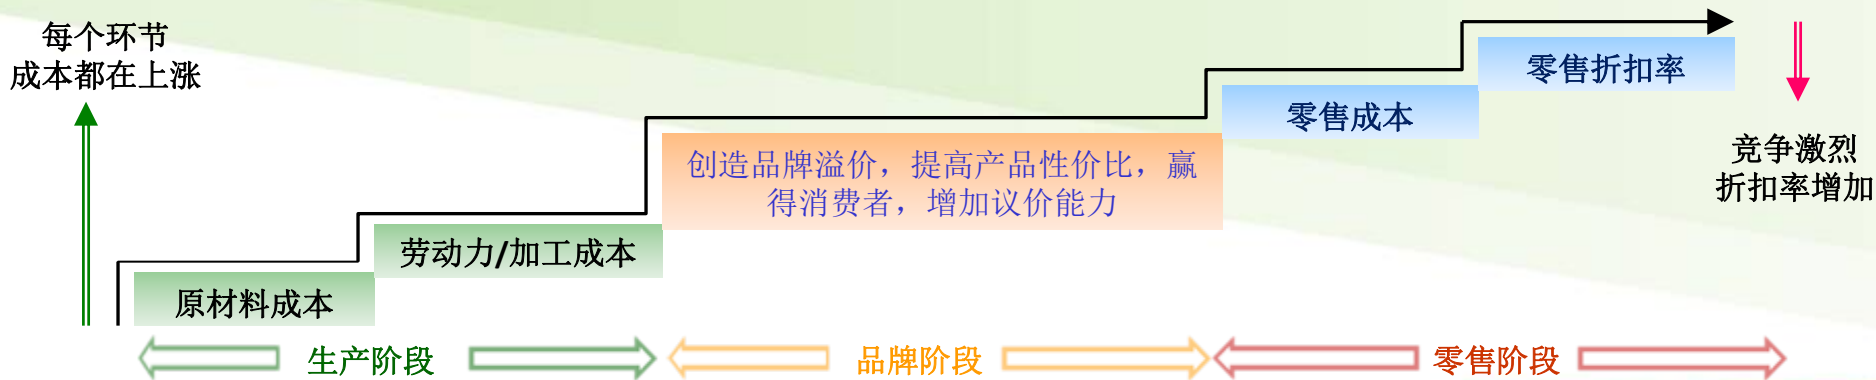 每个环节
成本都在上涨
零售折扣率
零售成本
竞争激烈
折扣率增加
创造品牌溢价，提高产品性价比，赢
得消费者，增加议价能力
劳动力/加工成本
原材料成本
生产阶段
品牌阶段
零售阶段